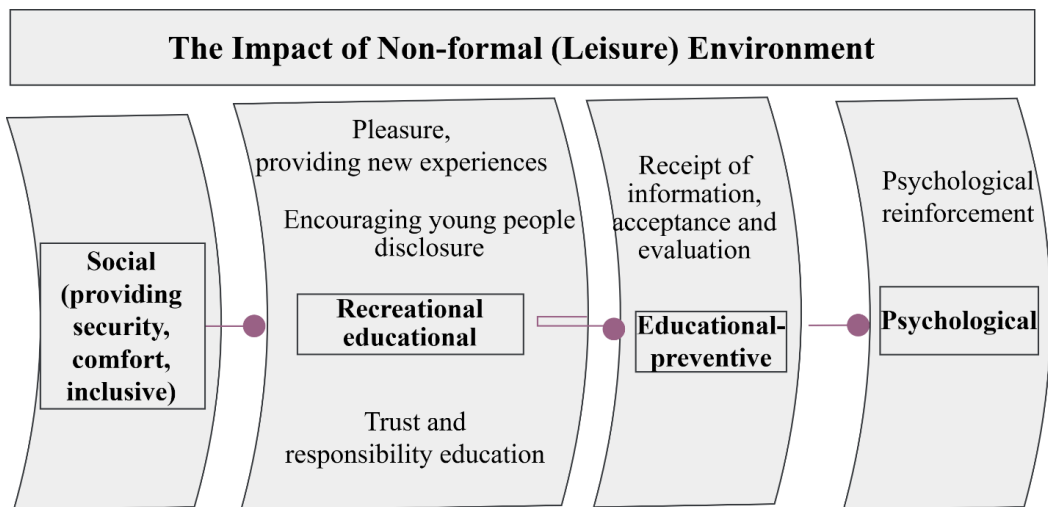 The Impact of Non-formal (Leisure) Environment
Social
(providing
security,
comfort,
inclusive)
Pleasure,
providing new experiences
Encouraging young people
disclosure
Recreational
educational
Trust and
responsibility education
Receipt of
information,
acceptance and
evaluation
Educational-
preventive
Psychological
reinforcement
Psychological